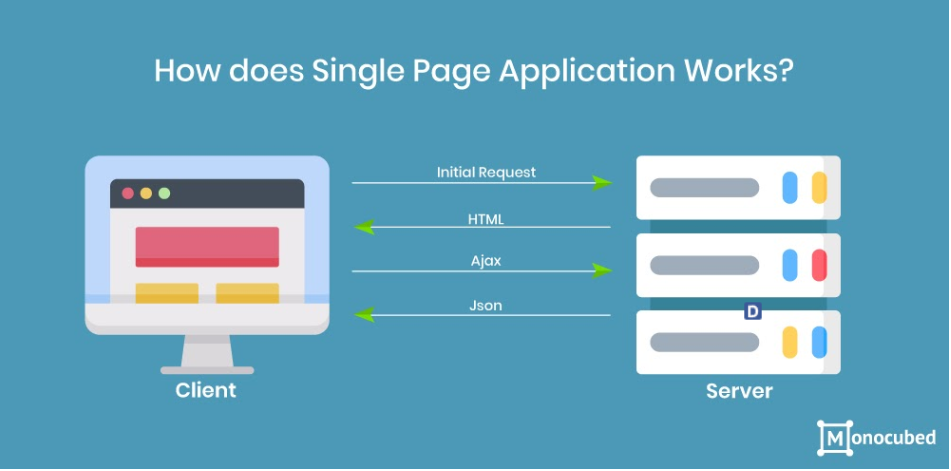 How does Single Page Application Works?
Initial Request
HTML
Ajax
Json
D
Client
Server
Monocubed